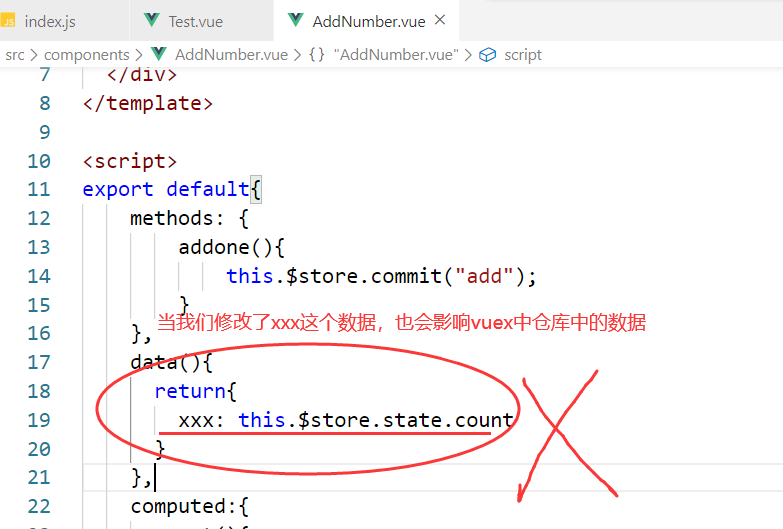 JS index.js Test.vue AddNumber.vue ×
src > components > AddNumber.vue > {} "AddNumber.vue" > script
7 </div>
8 </template>
9
10 <script>
11 export default{
12 methods: {
13 addone(){
14 this.$store.commit("add");
15 }
当我们修改了xxx这个数据，也会影响vuex中仓库中的数据
16 },
17 data(){
18 return{
19 xxx: this.$store.state.count
20 }
21 },
22 computed:{